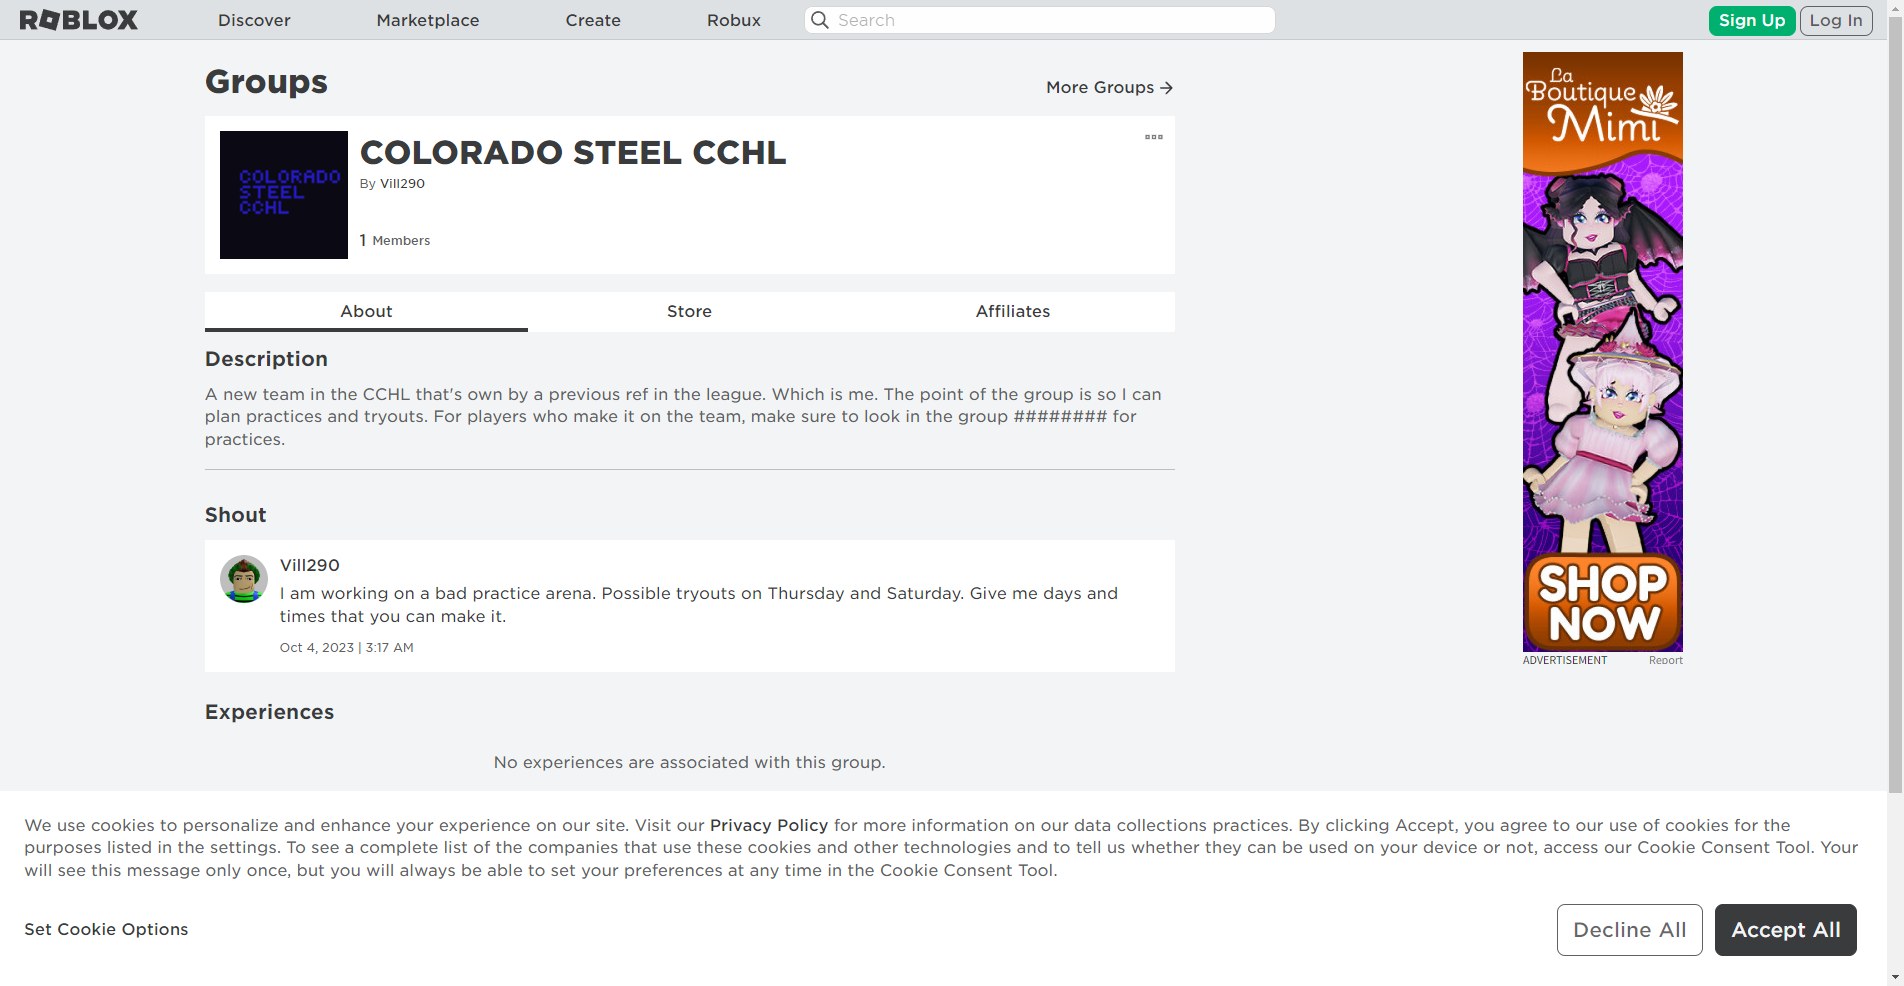 ROBLOX Discover Marketplace Create Robux Search Sign Up Log In
Groups
More Groups →
COLORADO STEEL CCHL
COLORADO STEEL CCHL
By Vill290
1 Members
About Store Affiliates
Description
A new team in the CCHL that's own by a previous ref in the league. Which is me. The point of the group is so I can
plan practices and tryouts. For players who make it on the team, make sure to look in the group ######## for
practices.
Shout
Vill290
I am working on a bad practice arena. Possible tryouts on Thursday and Saturday. Give me days and
times that you can make it.
Oct 4, 2023 | 3:17 AM
Experiences
No experiences are associated with this group.
La
Boutique
Mimi
SHOP
NOW
ADVERTISEMENT Report
We use cookies to personalize and enhance your experience on our site. Visit our Privacy Policy for more information on our data collections practices. By clicking Accept, you agree to our use of cookies for the
purposes listed in the settings. To see a complete list of the companies that use these cookies and other technologies and to tell us whether they can be used on your device or not, access our Cookie Consent Tool. Your
will see this message only once, but you will always be able to set your preferences at any time in the Cookie Consent Tool.
Set Cookie Options Decline All Accept All